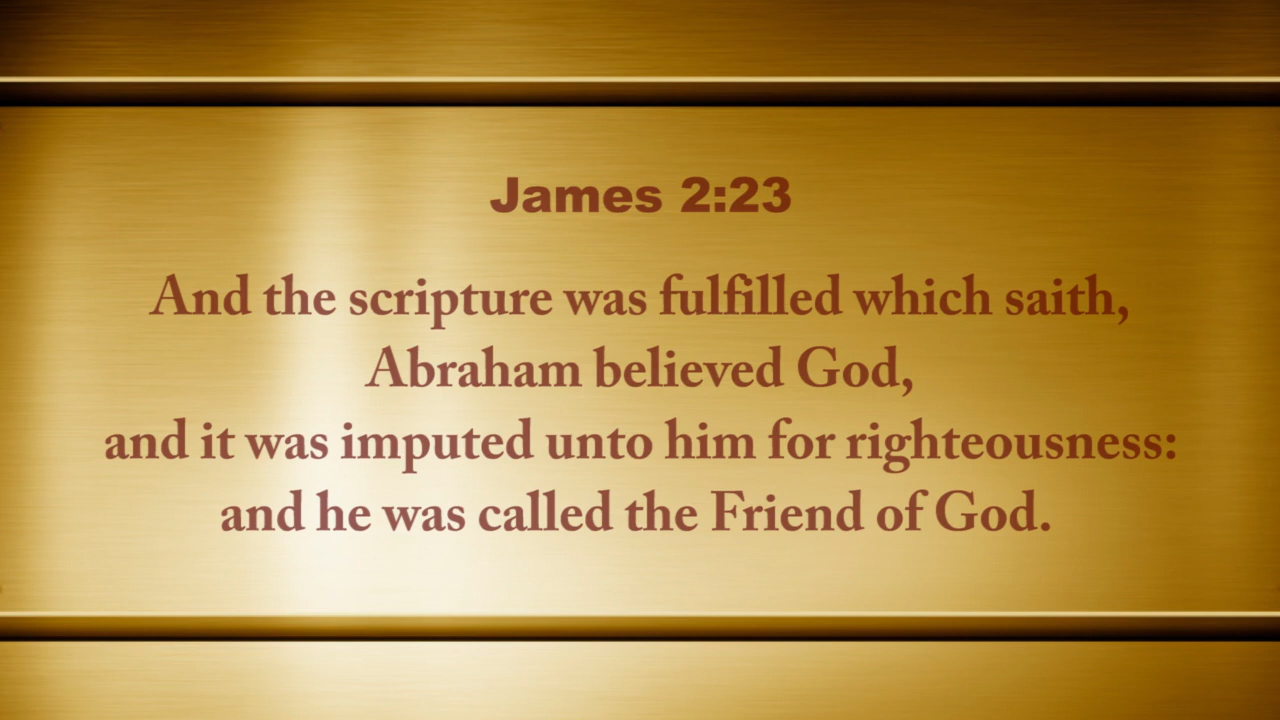 James 2:23
And the scripture was fulfilled which saith,
Abraham believed God,
and it was imputed unto him for righteousness:
and he was called the Friend of God.